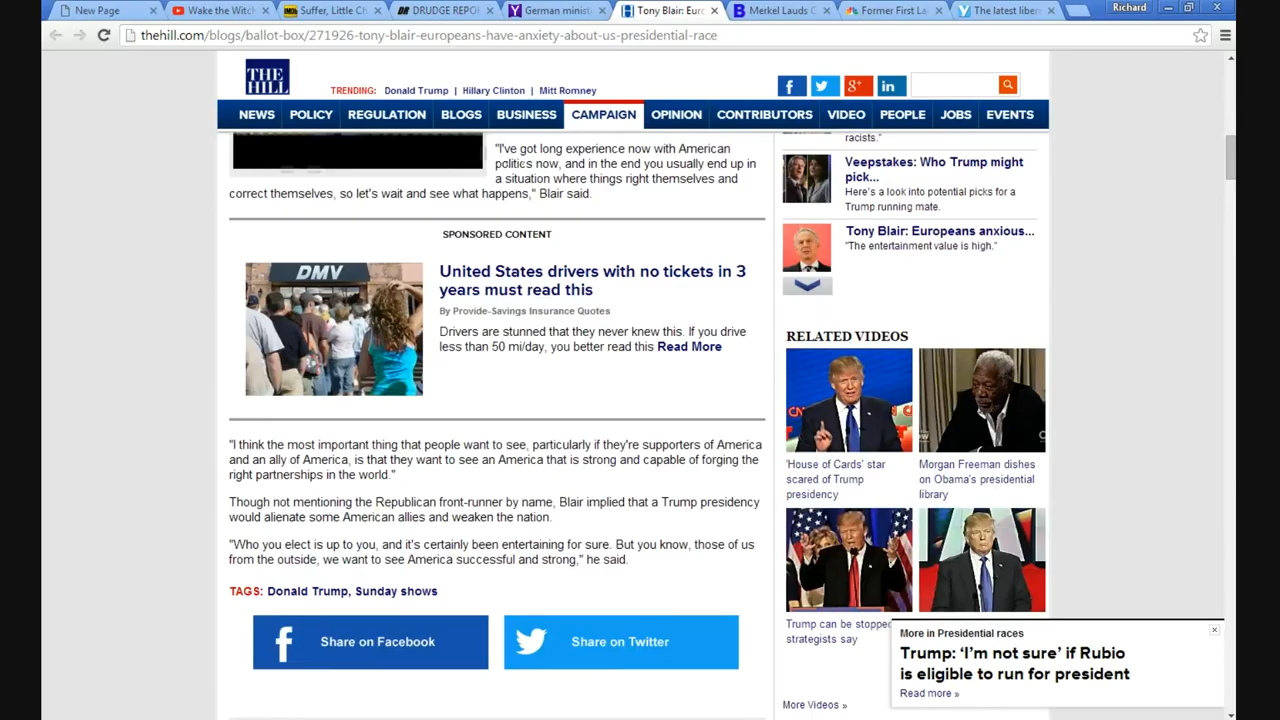 New Page
Wake the Witch
Suffer, Little Ch
DRUDGE REPO
German minist
Tony Blair: Eur
Merkel Lauds C
Former First La
The latest liber
Richard
thehill.com/blogs/ballot-box/271926-tony-blair-europeans-have-anxiety-about-us-presidential-race
THE
HILL
TRENDING: Donald Trump | Hillary Clinton | Mitt Romney
f
g+
in
NEWS POLICY REGULATION BLOGS BUSINESS CAMPAIGN OPINION CONTRIBUTORS VIDEO PEOPLE JOBS EVENTS
"I've got long experience now with American
politics now, and in the end you usually end up in
a situation where things right themselves and
correct themselves, so let's wait and see what happens," Blair said.
SPONSORED CONTENT
DMV
United States drivers with no tickets in 3
years must read this
By Provide-Savings Insurance Quotes
Drivers are stunned that they never knew this. If you drive
less than 50 mi/day, you better read this Read More
"I think the most important thing that people want to see, particularly if they're supporters of America
and an ally of America, is that they want to see an America that is strong and capable of forging the
right partnerships in the world."
Though not mentioning the Republican front-runner by name, Blair implied that a Trump presidency
would alienate some American allies and weaken the nation.
"Who you elect is up to you, and it's certainly been entertaining for sure. But you know, those of us
from the outside, we want to see America successful and strong," he said.
TAGS: Donald Trump, Sunday shows
Share on Facebook
Share on Twitter
racists."
Veepstakes: Who Trump might
pick...
Here's a look into potential picks for a
Trump running mate.
Tony Blair: Europeans anxious...
"The entertainment value is high."
RELATED VIDEOS
'House of Cards' star
scared of Trump
presidency
Morgan Freeman dishes
on Obama's presidential
library
Trump can be stopped
strategists say
More Videos »
More in Presidential races
Trump: 'I'm not sure' if Rubio
is eligible to run for president
Read more »